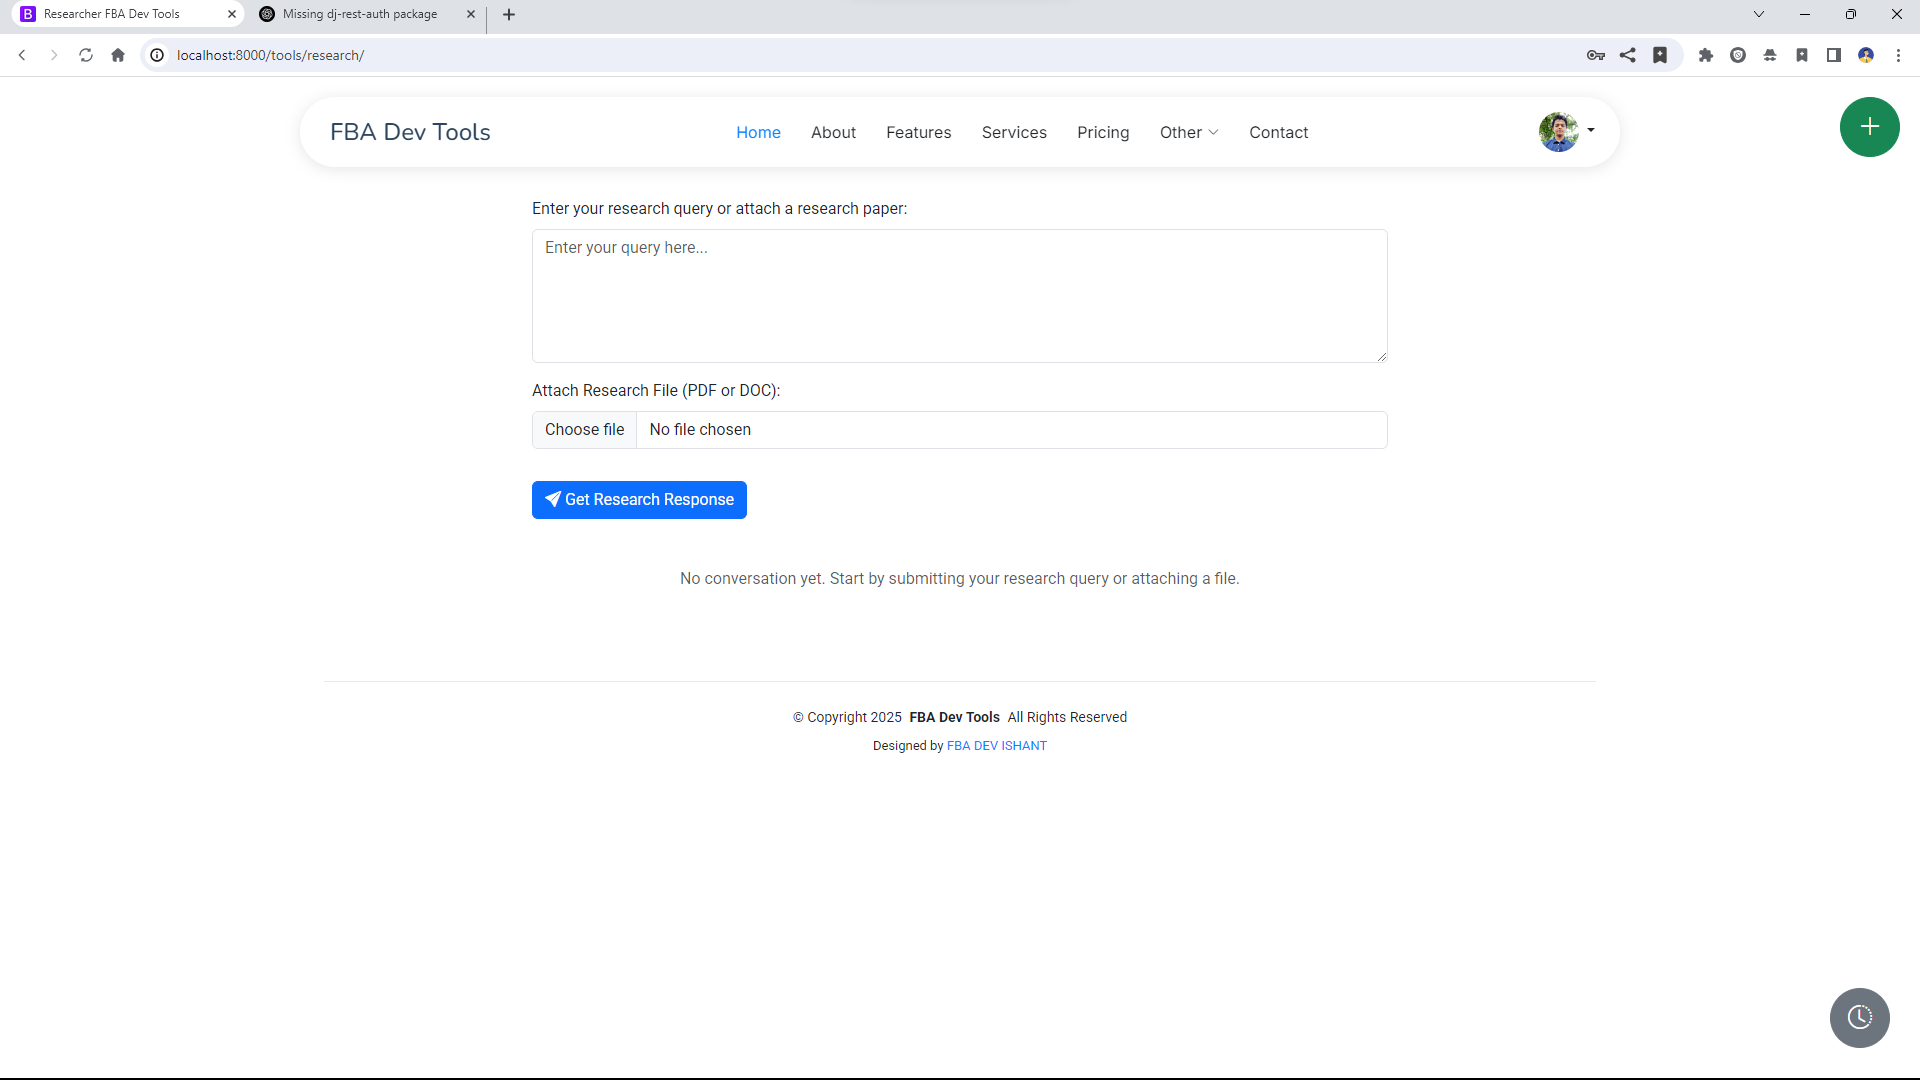 B Researcher FBA Dev Tools
Missing dj-rest-auth package
localhost:8000/tools/research/
FBA Dev Tools
Home
About
Features
Services
Pricing
Other
Contact
Enter your research query or attach a research paper:
Enter your query here...
Attach Research File (PDF or DOC):
Choose file No file chosen
Get Research Response
No conversation yet. Start by submitting your research query or attaching a file.
© Copyright 2025 FBA Dev Tools All Rights Reserved
Designed by FBA DEV ISHANT